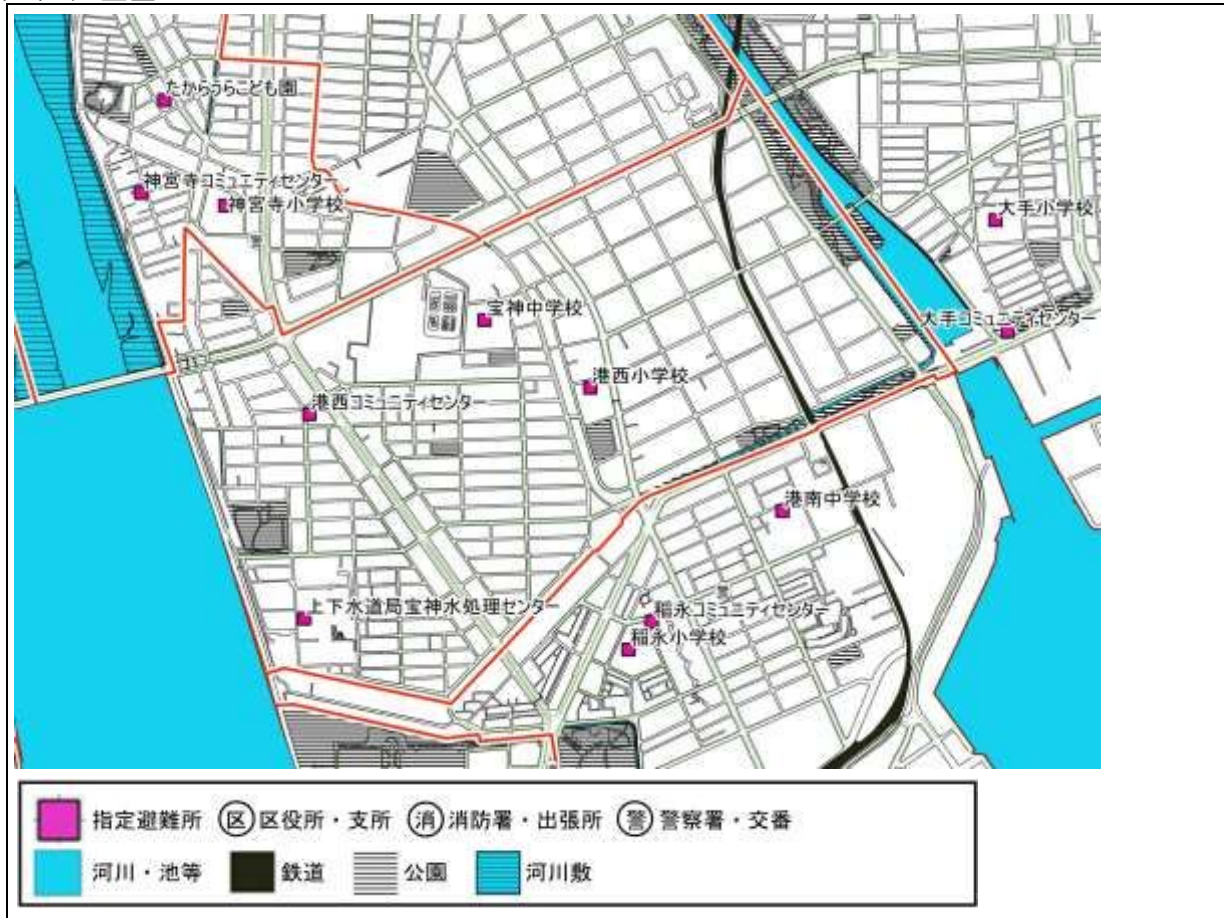 たからうらこども園
神宮寺コミュニティセンター
神宮寺小学校
大手小学校
宝神中学校
大手コミュニティセンター
港西小学校
港西コミュニティセンター
港南中学校
上下水道局宝神水処理センター
稲永コミュニティセンター
稲永小学校
指定避難所 区 区役所・支所 消 消防署・出張所 警 警察署・交番
河川・池等 鉄道 公園 河川敷